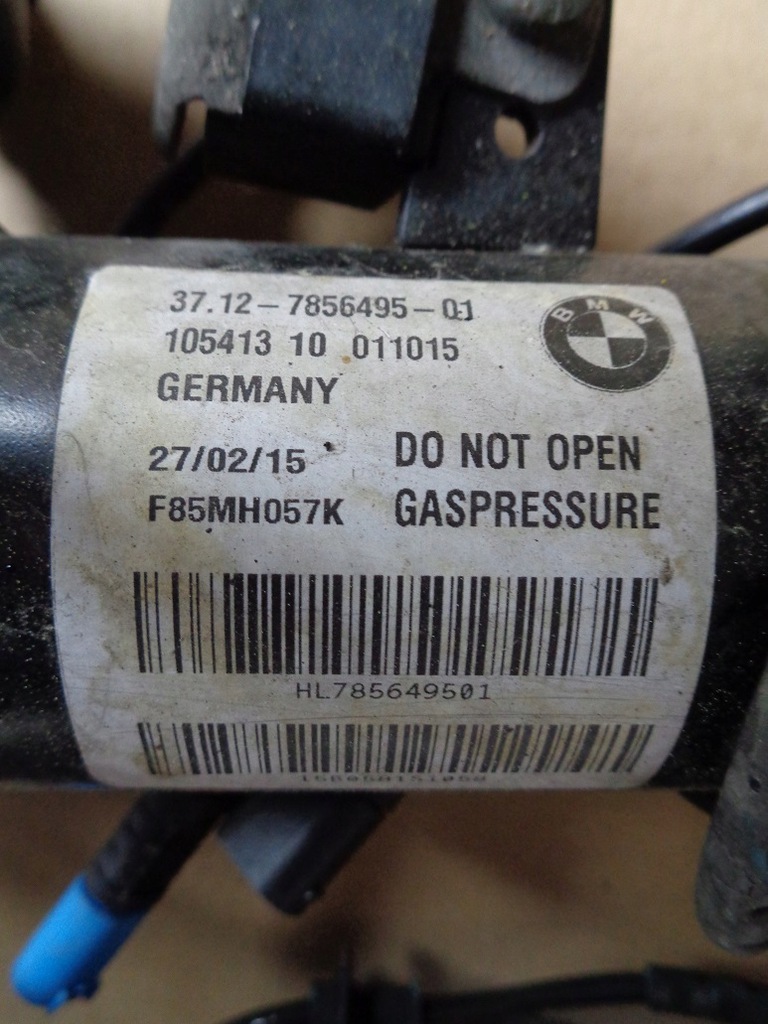 37.12-7856495-01
BMW
105413 10 011015
GERMANY
27/02/15 DO NOT OPEN
F85MH057K GASPRESSURE
HL785649501